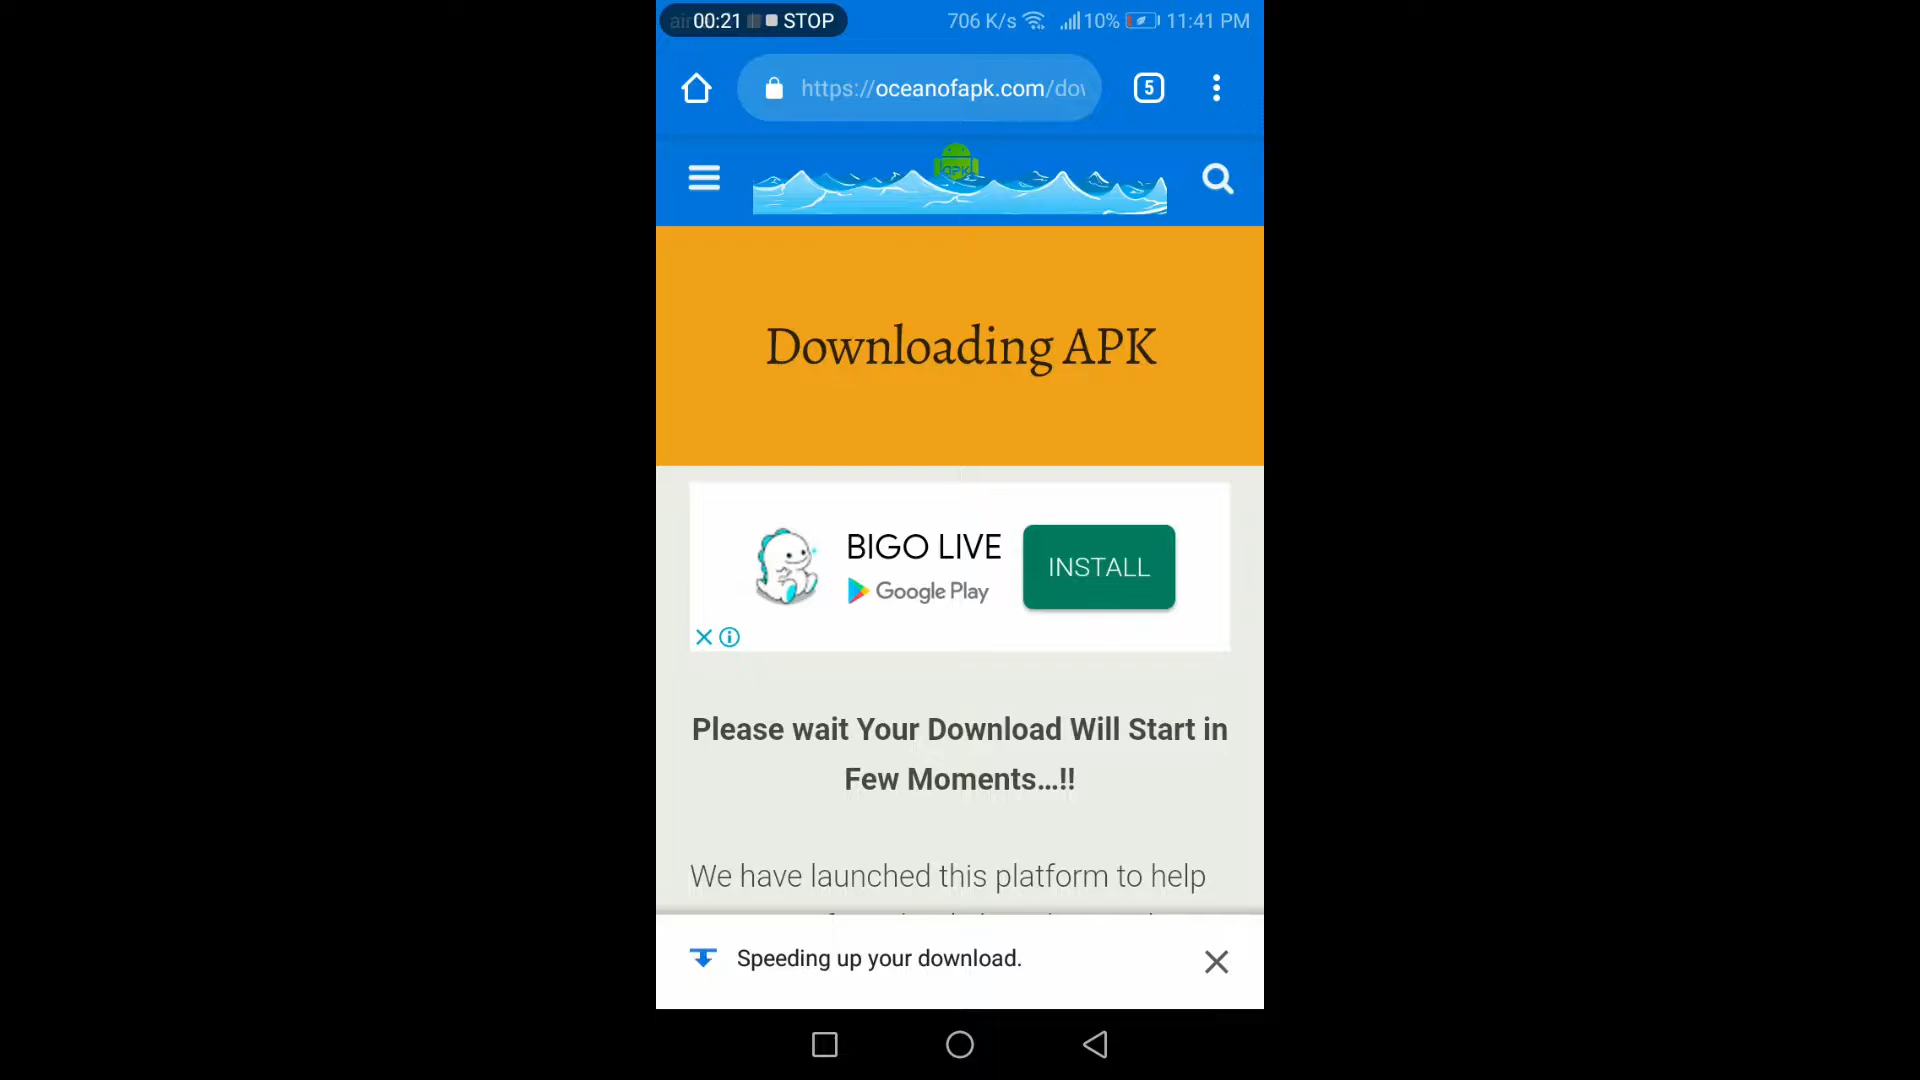 00:21 STOP 706 K/s 10% 11:41 PM
https://oceanofapk.com/dov
5
APK
Downloading APK
BIGO LIVE
Google Play
INSTALL
Please wait Your Download Will Start in
Few Moments...!!
We have launched this platform to help
Speeding up your download.